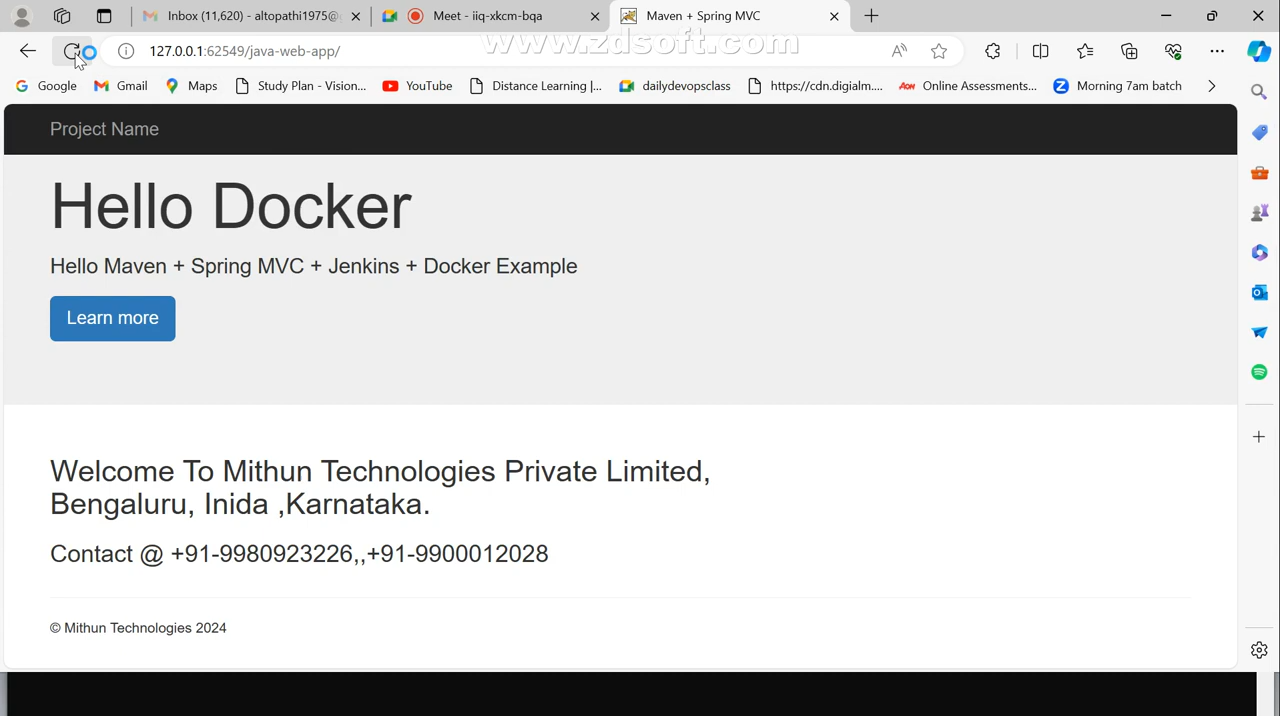 Inbox (11,620) - altopathi1975@
Meet - iiq-xkcm-bqa
Maven + Spring MVC
127.0.0.1:62549/java-web-app/
www.zdsoft.com
Google
Gmail
Maps
Study Plan - Vision...
YouTube
Distance Learning |...
dailydevopsclass
https://cdn.digialm....
AON
Online Assessments...
Morning 7am batch
Project Name
Hello Docker
Hello Maven + Spring MVC + Jenkins + Docker Example
Learn more
Welcome To Mithun Technologies Private Limited,
Bengaluru, Inida ,Karnataka.
Contact @ +91-9980923226,,+91-9900012028
© Mithun Technologies 2024